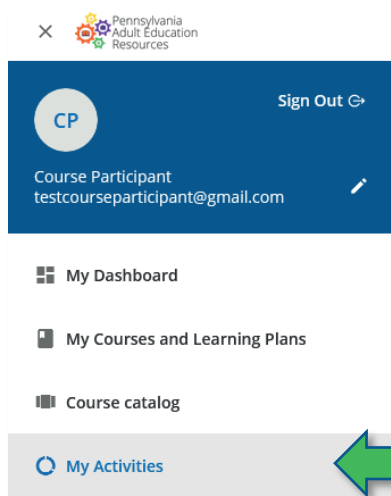 Pennsylvania
Adult Education
Resources
Sign Out
CP
Course Participant
testcourseparticipant@gmail.com
My Dashboard
My Courses and Learning Plans
Course catalog
My Activities